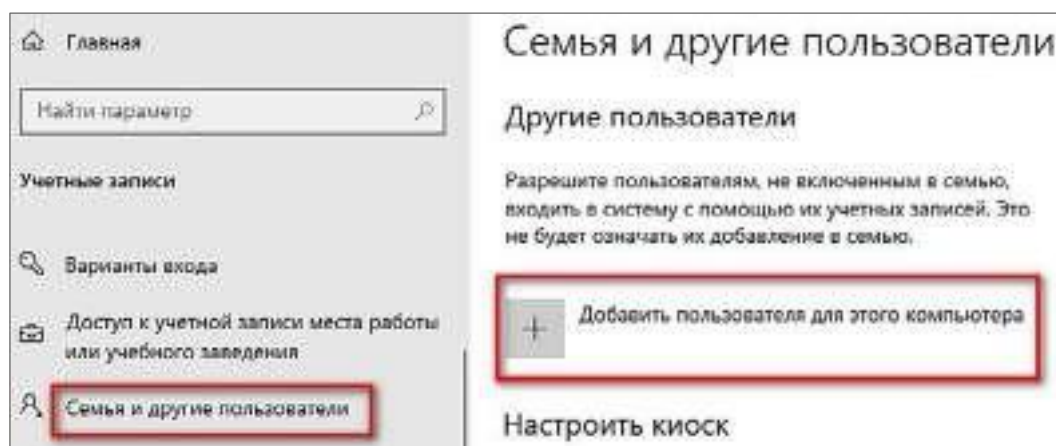 Главная
Найти параметр
Учетные записи
Варианты входа
Доступ к учетной записи места работы
или учебного заведения
Семья и другие пользователи
Семья и другие пользователи
Другие пользователи
Разрешите пользователям, не включенным в семью,
входить в систему с помощью их учетных записей. Это
не будет означать их добавление в семью.
Добавить пользователя для этого компьютера
Настроить киоск